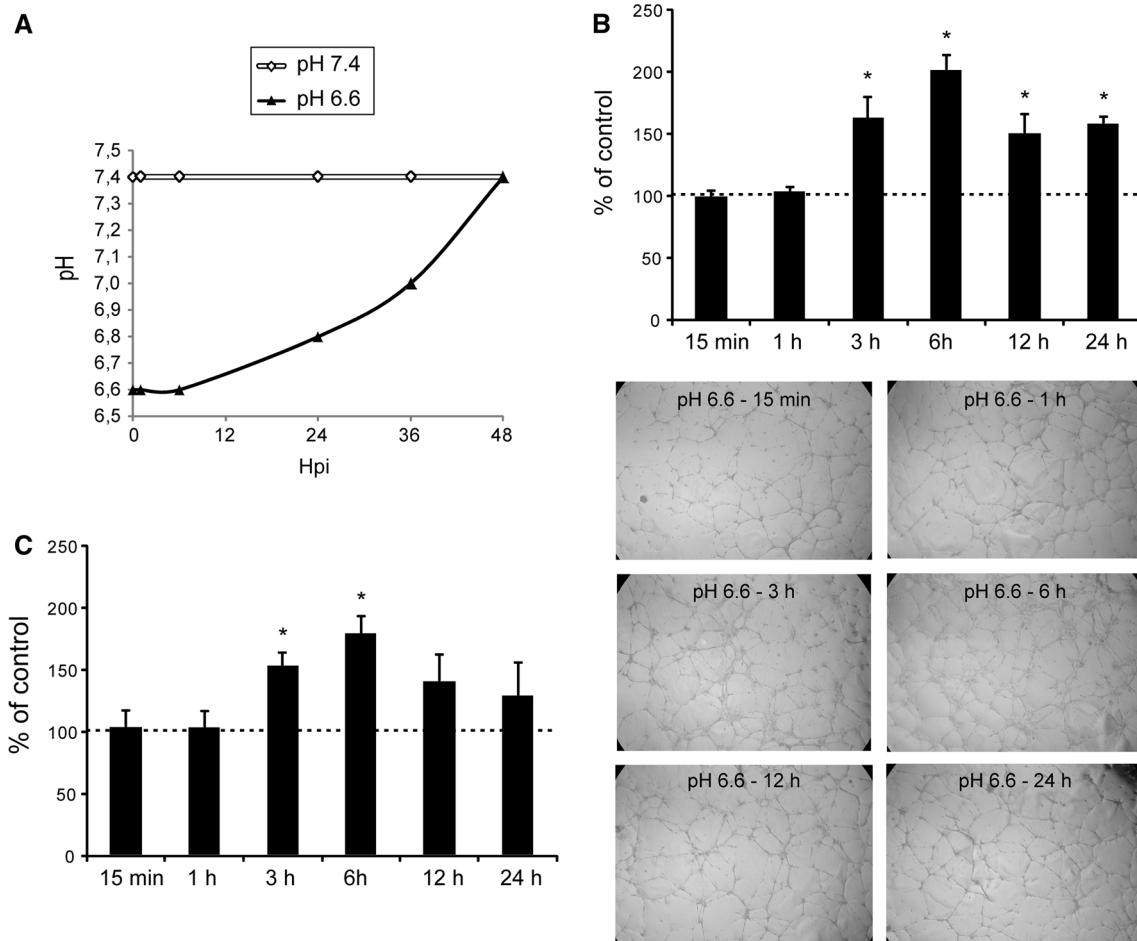 A
pH 7.4
pH 6.6
7,5
7,4
7,3
7,2
7,1
7,0
6,9
6,8
6,7
6,6
6,5
pH
0 12 24 36 48
Hpi
B
250
200
150
100
50
0
% of control
* * * *
15 min 1 h 3 h 6h 12 h 24 h
pH 6.6 - 15 min
pH 6.6 - 1 h
pH 6.6 - 3 h
pH 6.6 - 6 h
pH 6.6 - 12 h
pH 6.6 - 24 h
C
250
200
150
100
50
0
% of control
* *
15 min 1 h 3 h 6h 12 h 24 h